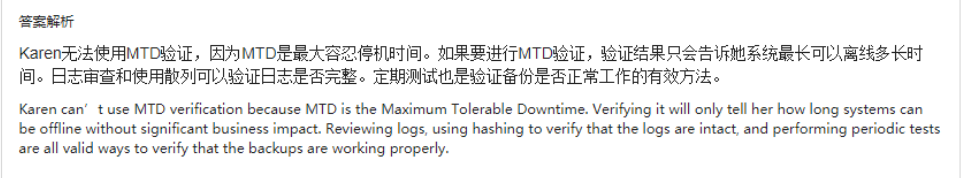 答案解析
Karen无法使用MTD验证，因为MTD是最大容忍停机时间。如果要进行MTD验证，验证结果只会告诉她系统最长可以离线多长时
间。日志审查和使用散列可以验证日志是否完整。定期测试也是验证备份是否正常工作的有效方法。
Karen can't use MTD verification because MTD is the Maximum Tolerable Downtime. Verifying it will only tell her how long systems can
be offline without significant business impact. Reviewing logs, using hashing to verify that the logs are intact, and performing periodic tests
are all valid ways to verify that the backups are working properly.